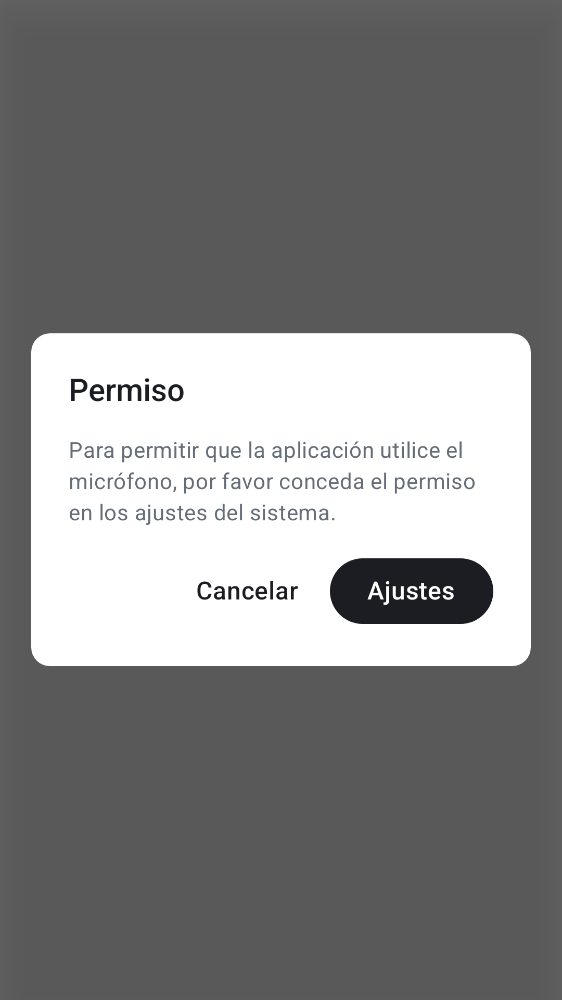 Permiso
Para permitir que la aplicación utilice el
micrófono, por favor conceda el permiso
en los ajustes del sistema.
Cancelar
Ajustes